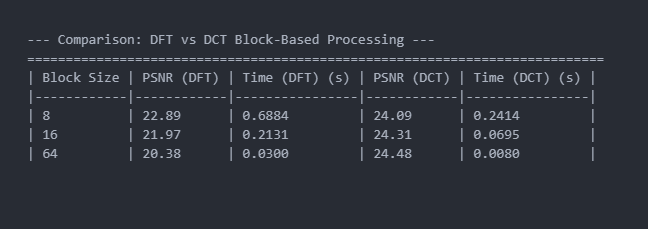 --- Comparison: DFT vs DCT Block-Based Processing ---
===========================================================================
| Block Size | PSNR (DFT) | Time (DFT) (s) | PSNR (DCT) | Time (DCT) (s) |
|------------|------------|----------------|------------|----------------|
| 8          | 22.89      | 0.6884         | 24.09      | 0.2414         |
| 16         | 21.97      | 0.2131         | 24.31      | 0.0695         |
| 64         | 20.38      | 0.0300         | 24.48      | 0.0080         |